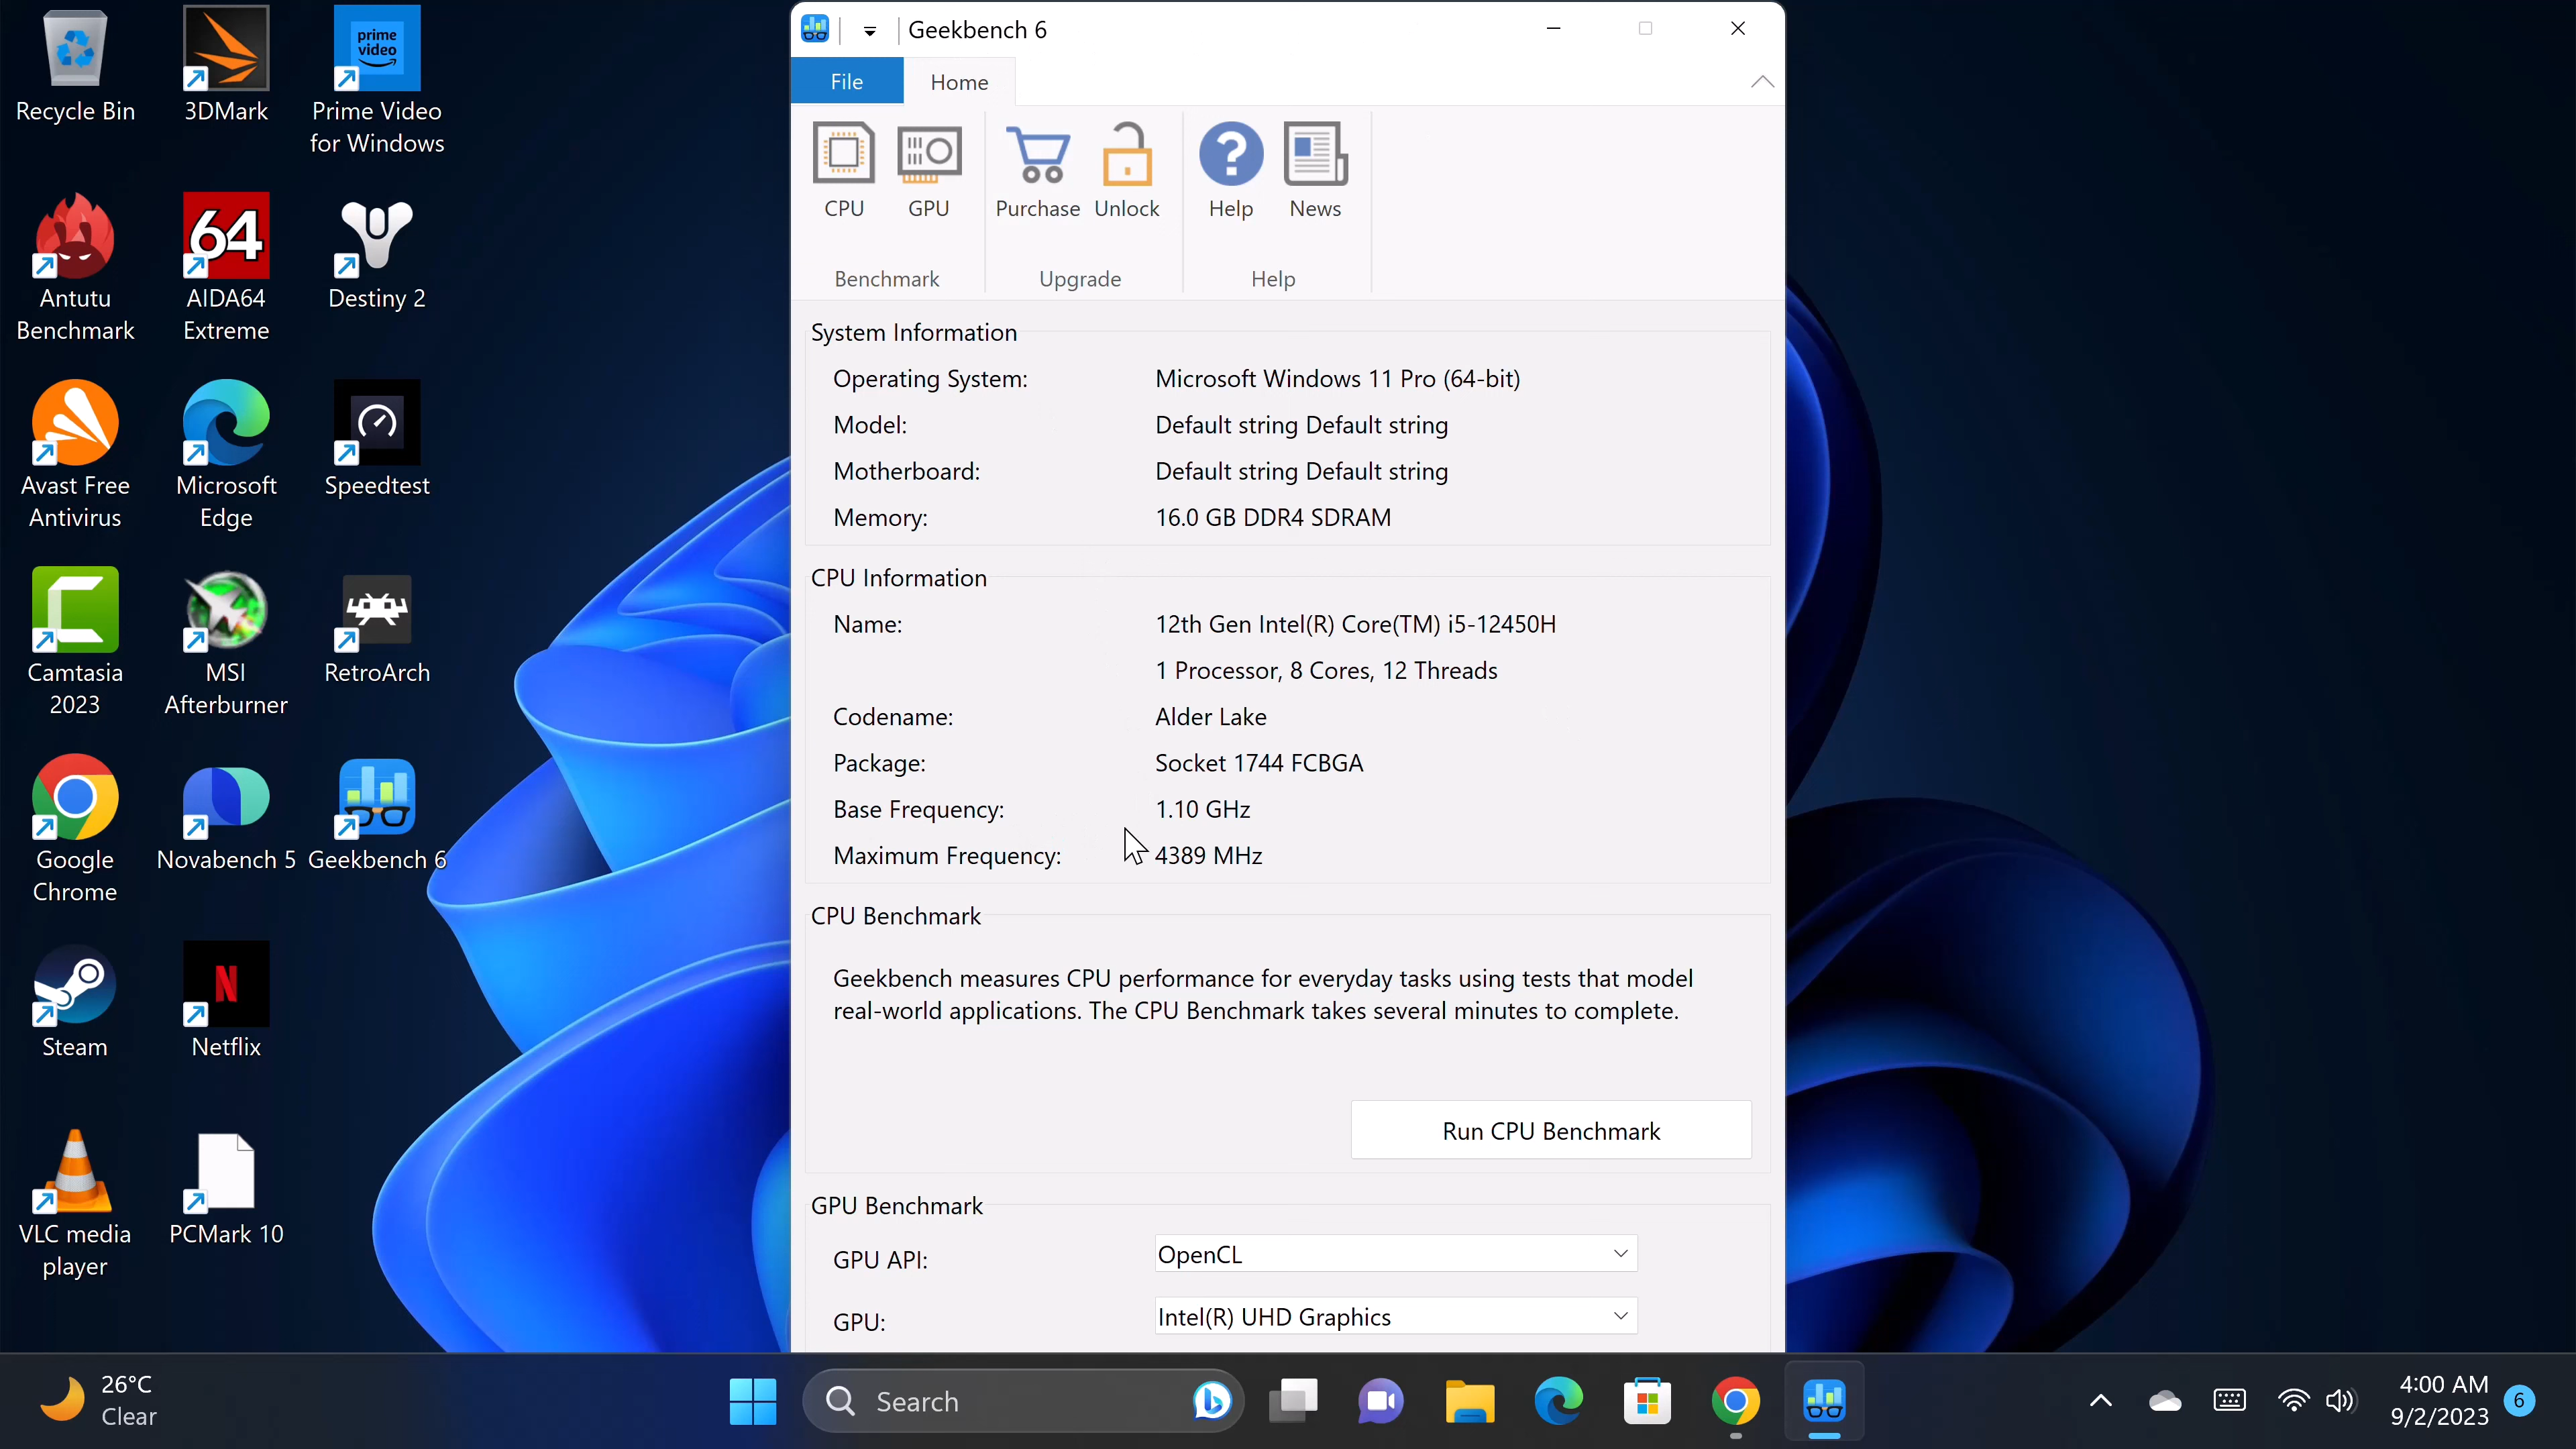 Recycle Bin
3DMark
prime
video
Prime Video
for Windows
Antutu
Benchmark
64
AIDA64
Extreme
Destiny 2
Avast Free
Antivirus
Microsoft
Edge
Speedtest
Camtasia
2023
MSI
Afterburner
RetroArch
Google
Chrome
Novabench 5
Geekbench 6
Steam
N
Netflix
VLC media
player
PCMark 10
Geekbench 6
File
Home
CPU
GPU
Purchase
Unlock
?
Help
News
Benchmark
Upgrade
Help
System Information
Operating System: Microsoft Windows 11 Pro (64-bit)
Model: Default string Default string
Motherboard: Default string Default string
Memory: 16.0 GB DDR4 SDRAM
CPU Information
Name: 12th Gen Intel(R) Core(TM) i5-12450H
1 Processor, 8 Cores, 12 Threads
Codename: Alder Lake
Package: Socket 1744 FCBGA
Base Frequency: 1.10 GHz
Maximum Frequency: 4389 MHz
CPU Benchmark
Geekbench measures CPU performance for everyday tasks using tests that model
real-world applications. The CPU Benchmark takes several minutes to complete.
Run CPU Benchmark
GPU Benchmark
GPU API: OpenCL
GPU: Intel(R) UHD Graphics
26°C
Clear
Search
4:00 AM
9/2/2023
6